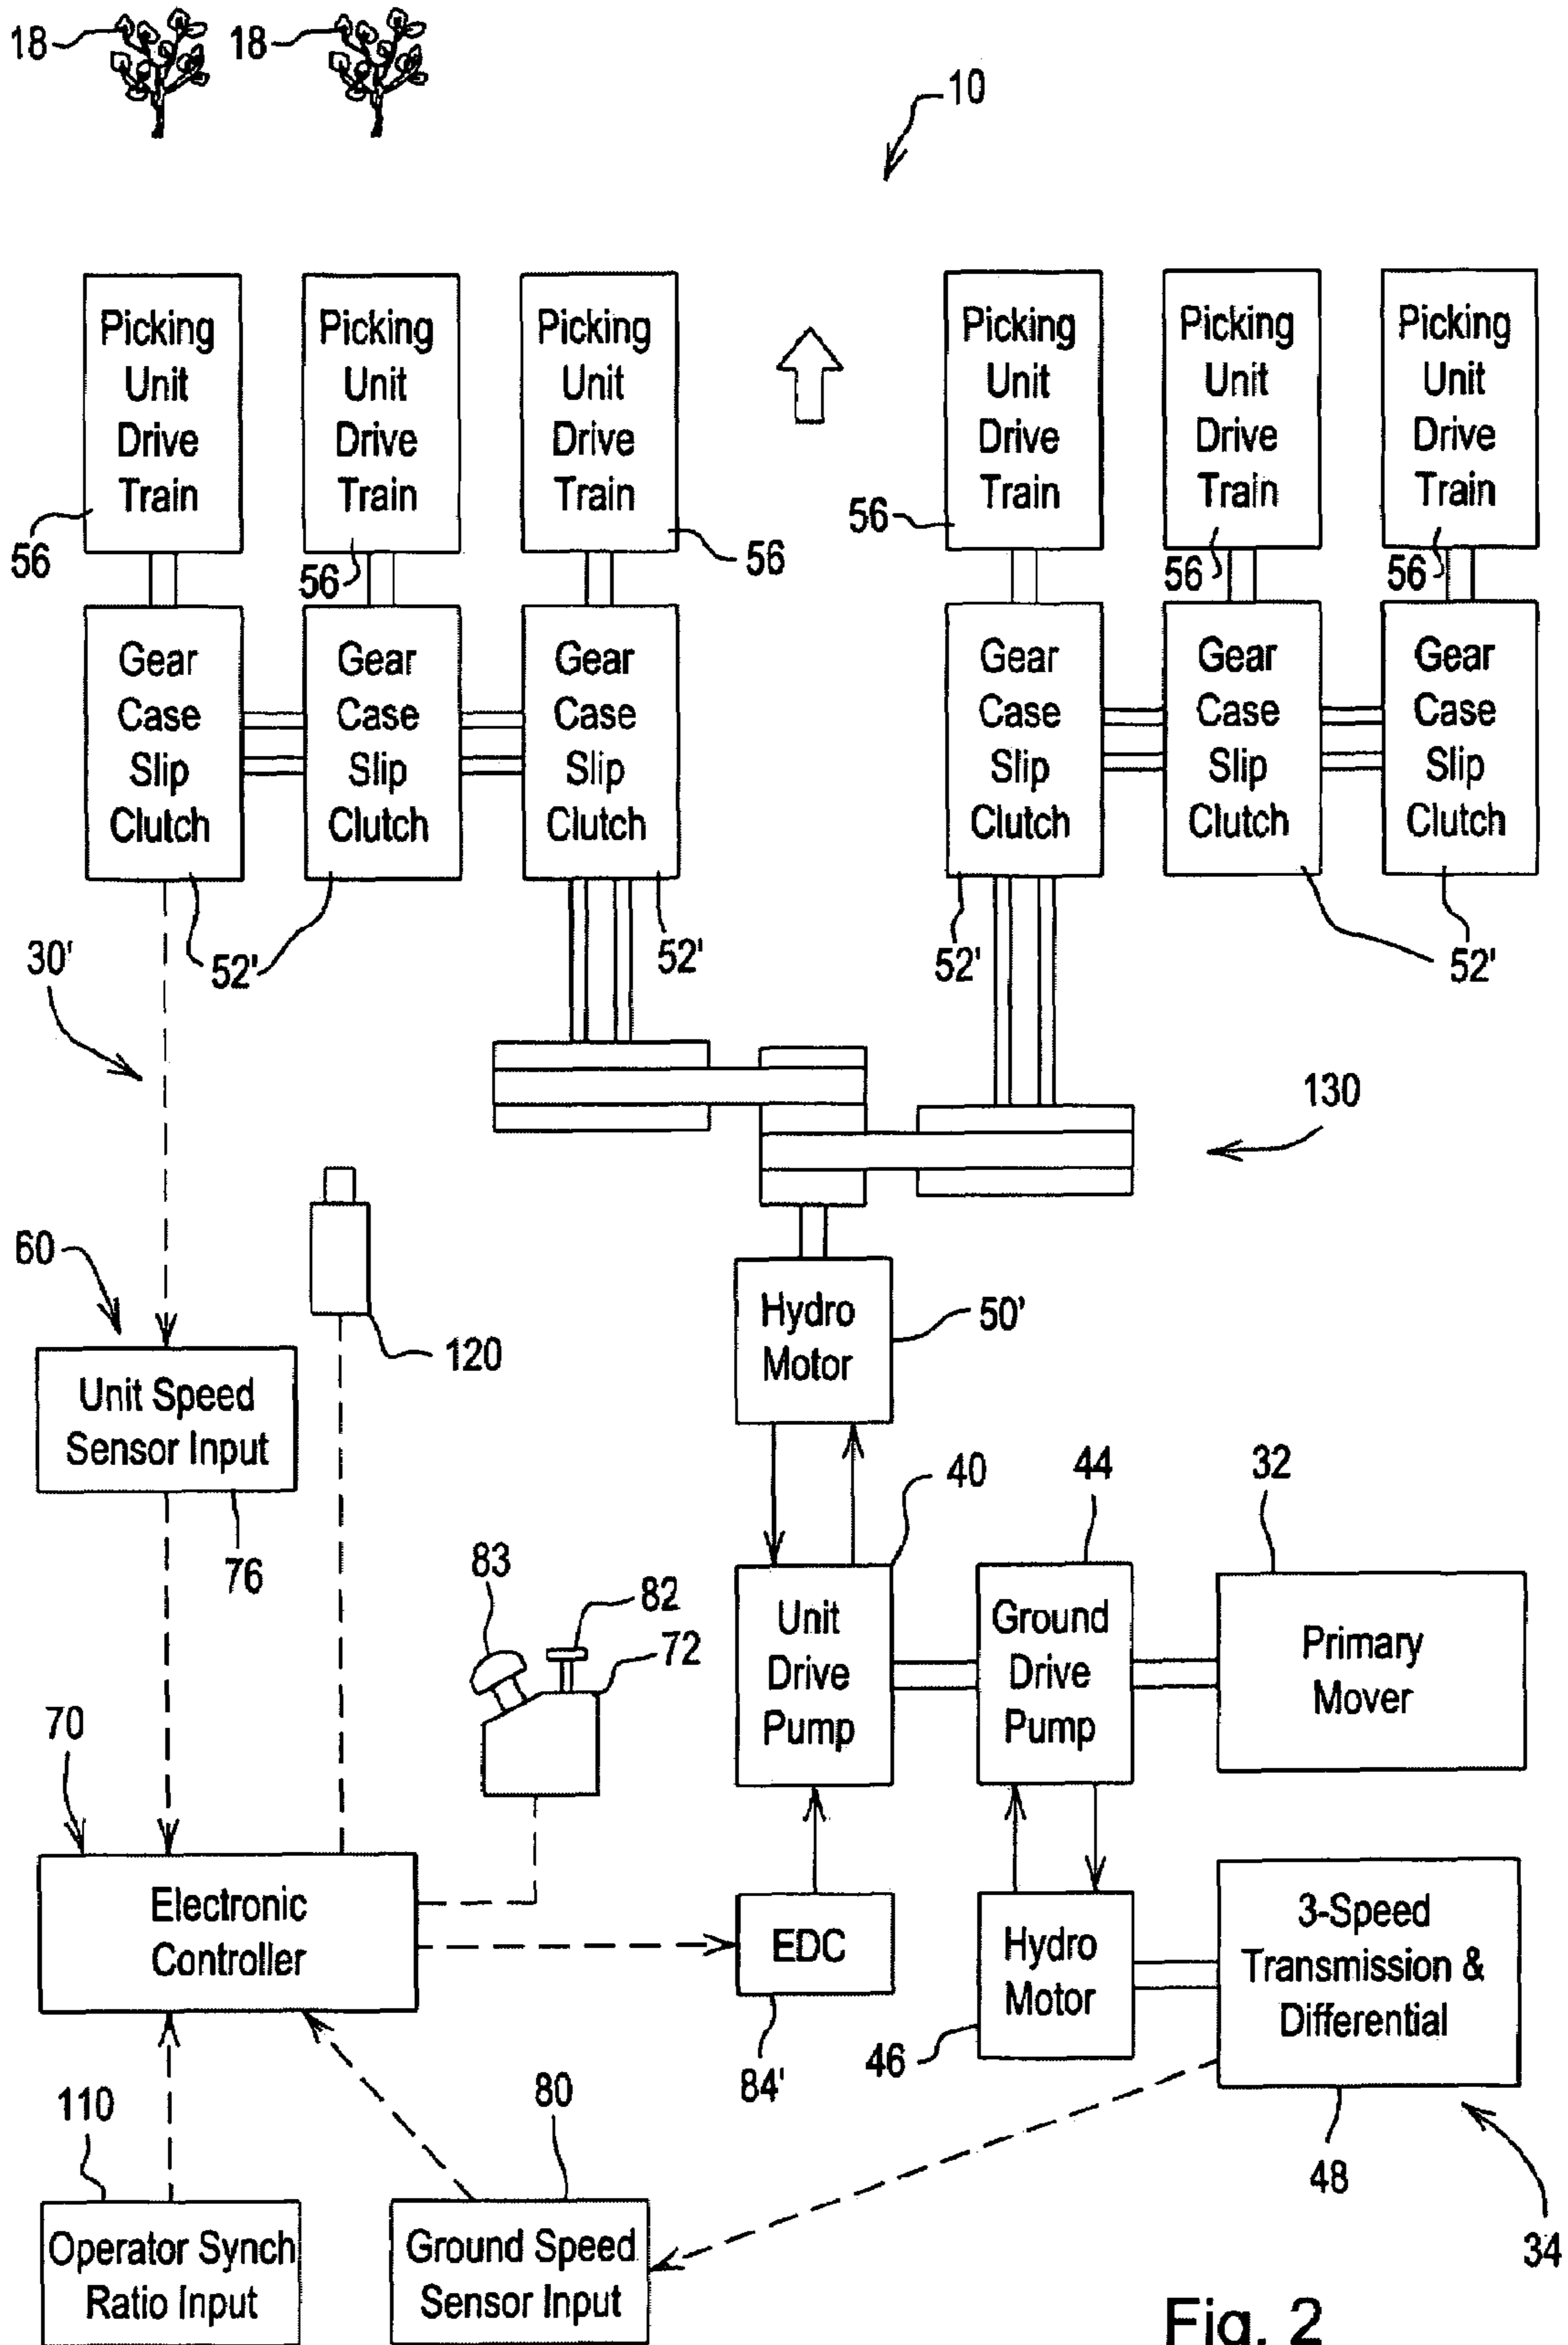 18
18
10
Picking
Unit
Drive
Train
Picking
Unit
Drive
Train
Picking
Unit
Drive
Train
Picking
Unit
Drive
Train
Picking
Unit
Drive
Train
Picking
Unit
Drive
Train
56
56
56
56
56
56
Gear
Case
Slip
Clutch
Gear
Case
Slip
Clutch
Gear
Case
Slip
Clutch
Gear
Case
Slip
Clutch
Gear
Case
Slip
Clutch
Gear
Case
Slip
Clutch
30'
52'
52'
52'
52'
130
60
120
Hydro
Motor
50'
Unit Speed
Sensor Input
76
40
44
32
83
82
72
Unit
Drive
Pump
Ground
Drive
Pump
Primary
Mover
70
Electronic
Controller
EDC
84'
Hydro
Motor
46
3-Speed
Transmission &
Differential
48
34
110
80
Operator Synch
Ratio Input
Ground Speed
Sensor Input
Fig. 2